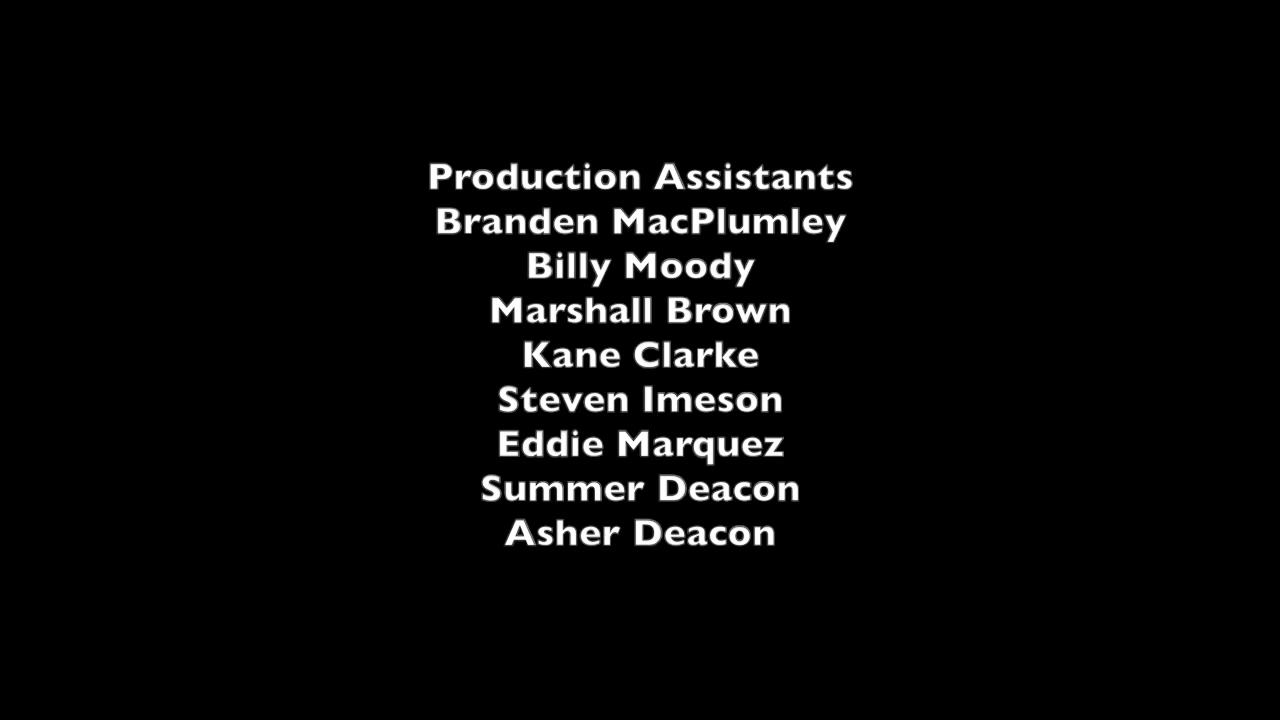 Production Assistants
Branden MacPlumley
Billy Moody
Marshall Brown
Kane Clarke
Steven Imeson
Eddie Marquez
Summer Deacon
Asher Deacon